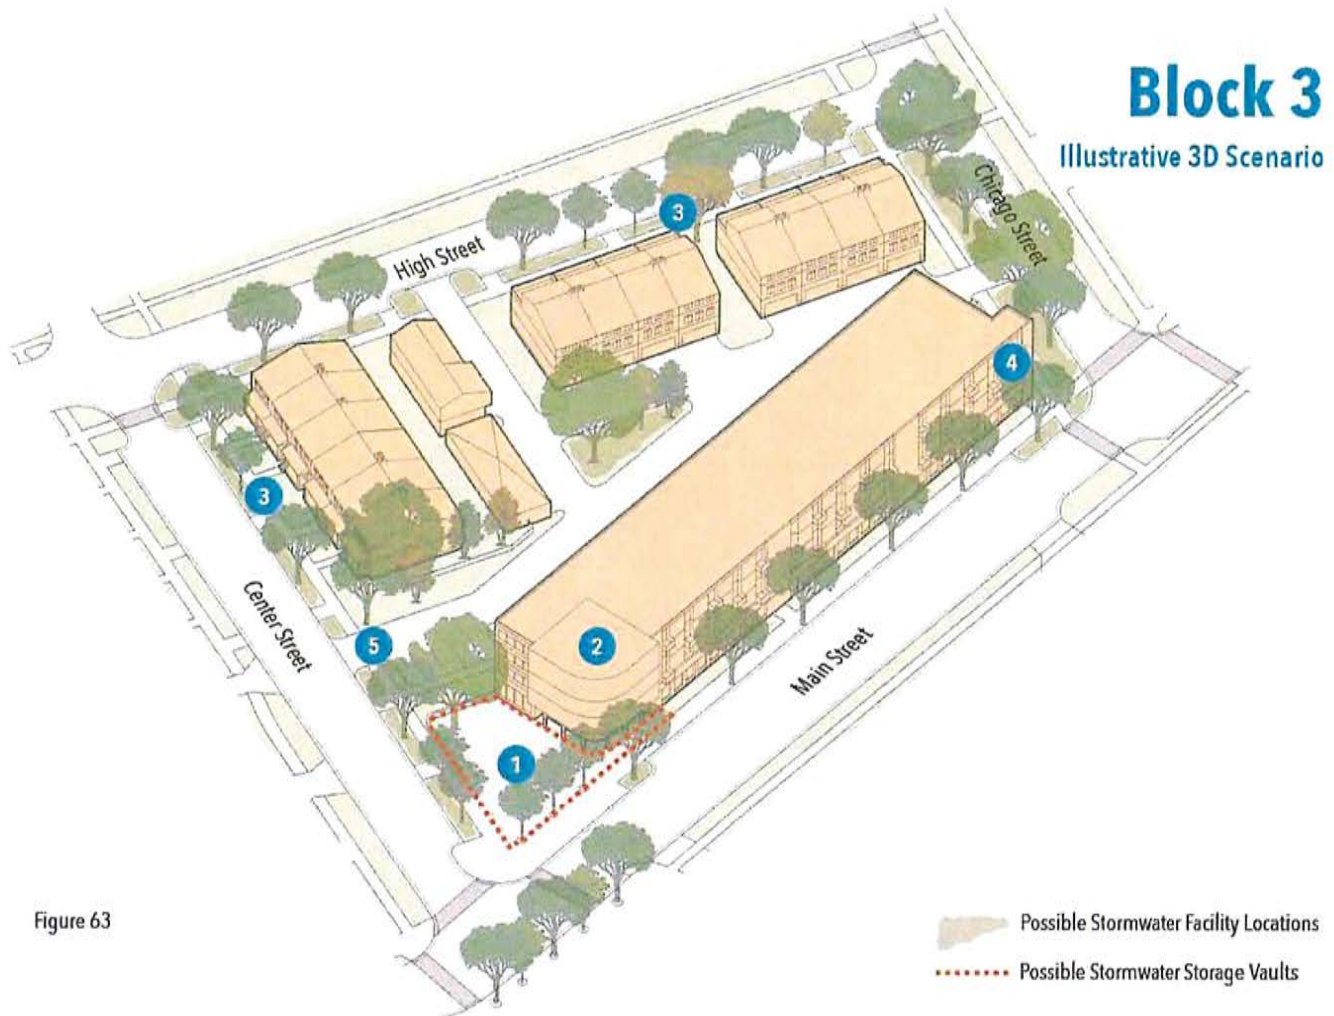 Block 3
Illustrative 3D Scenario
Chicago Street
3
High Street
4
3
Center Street
5
2
Main Street
1
Figure 63
Possible Stormwater Facility Locations
Possible Stormwater Storage Vaults